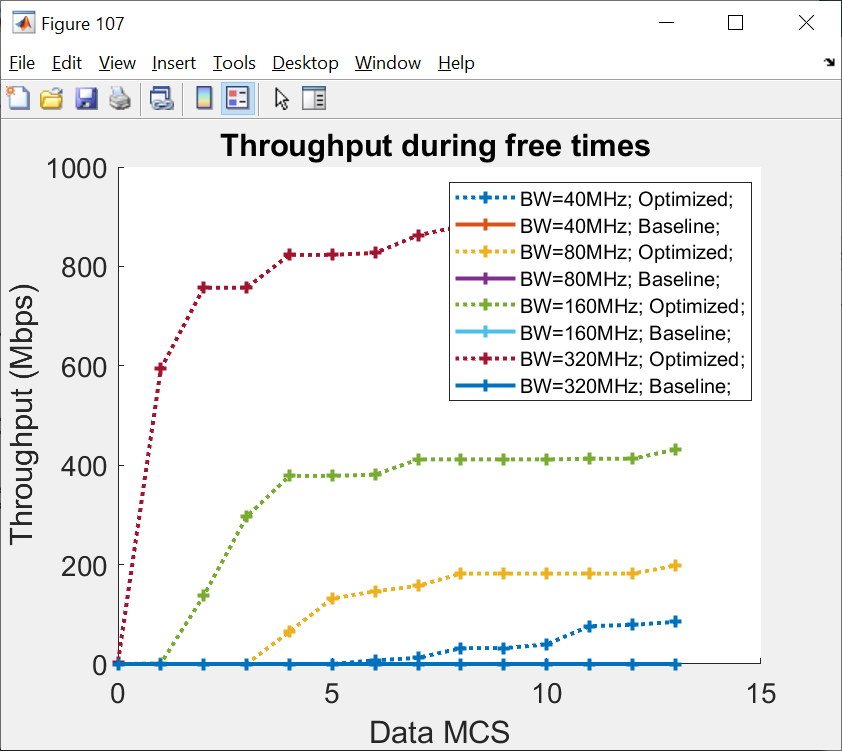 Figure 107
File Edit View Insert Tools Desktop Window Help
Throughput during free times
1000
800
600
400
200
0
Throughput (Mbps)
BW=40MHz; Optimized;
BW=40MHz; Baseline;
BW=80MHz; Optimized;
BW=80MHz; Baseline;
BW=160MHz; Optimized;
BW=160MHz; Baseline;
BW=320MHz; Optimized;
BW=320MHz; Baseline;
0 5 10 15
Data MCS